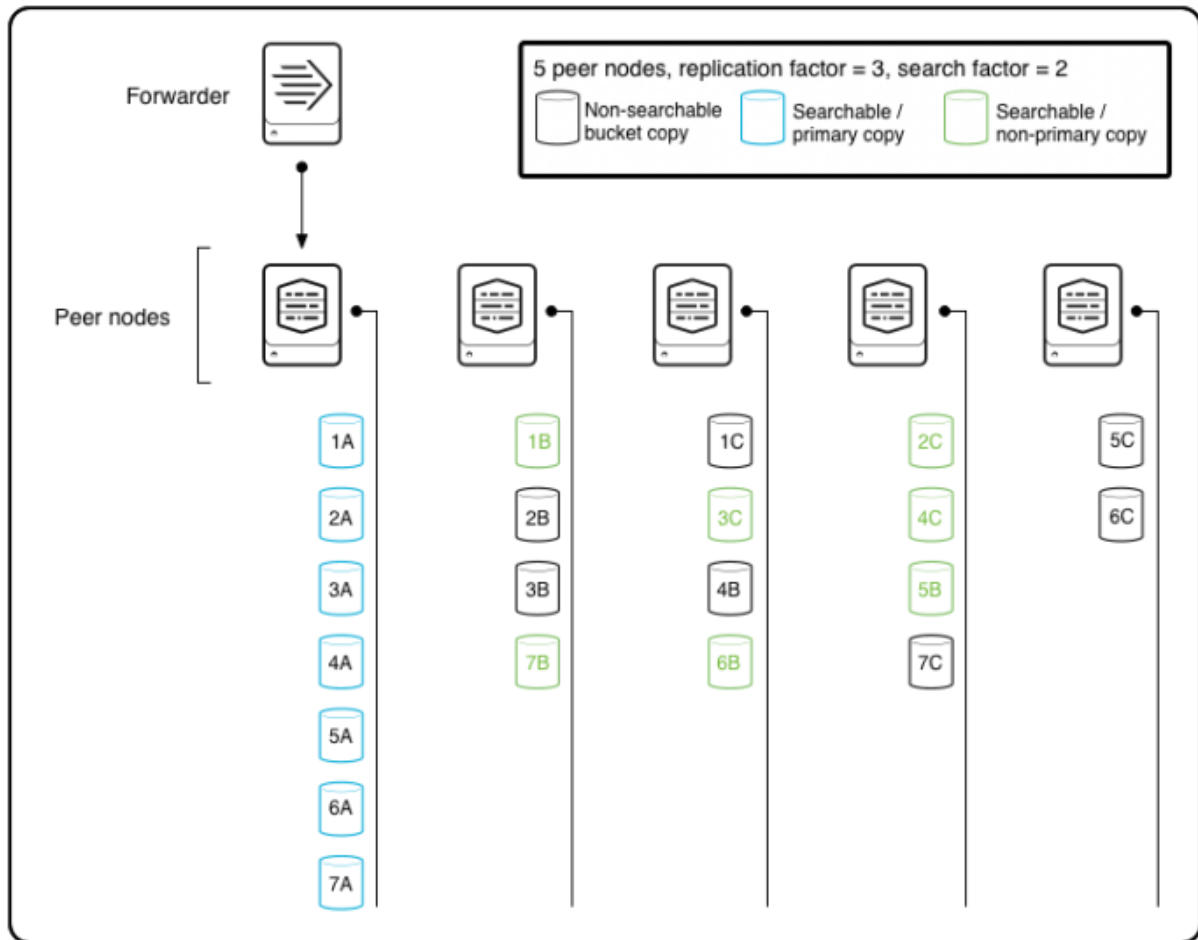 Forwarder
5 peer nodes, replication factor = 3, search factor = 2
Non-searchable
bucket copy
Searchable /
primary copy
Searchable /
non-primary copy
Peer nodes
1A
1B
1C
2C
5C
2A
2B
3C
4C
6C
3A
3B
4B
5B
4A
7B
6B
7C
5A
6A
7A